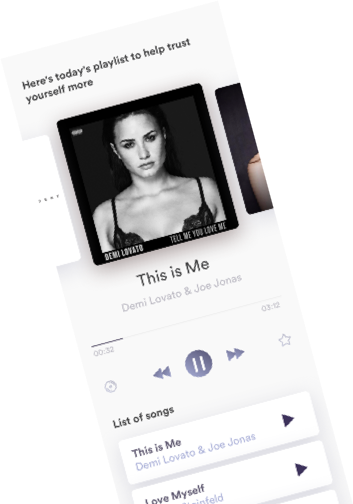 Here's today's playlist to help trust
yourself more
DEMI LOVATO
TELL ME YOU LOVE ME
This is Me
Demi Lovato & Joe Jonas
00:32
03:12
List of songs
This is Me
Demi Lovato & Joe Jonas
Love Myself
Steinfeld